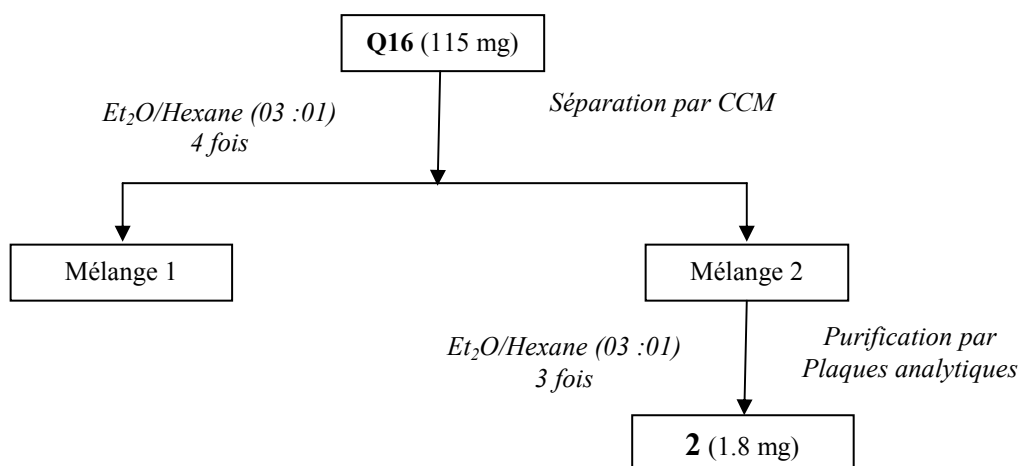 Q16 (115 mg)
Et₂O/Hexane (03 :01)
4 fois
Séparation par CCM
Mélange 1
Mélange 2
Et₂O/Hexane (03 :01)
3 fois
Purification par
Plaques analytiques
2 (1.8 mg)